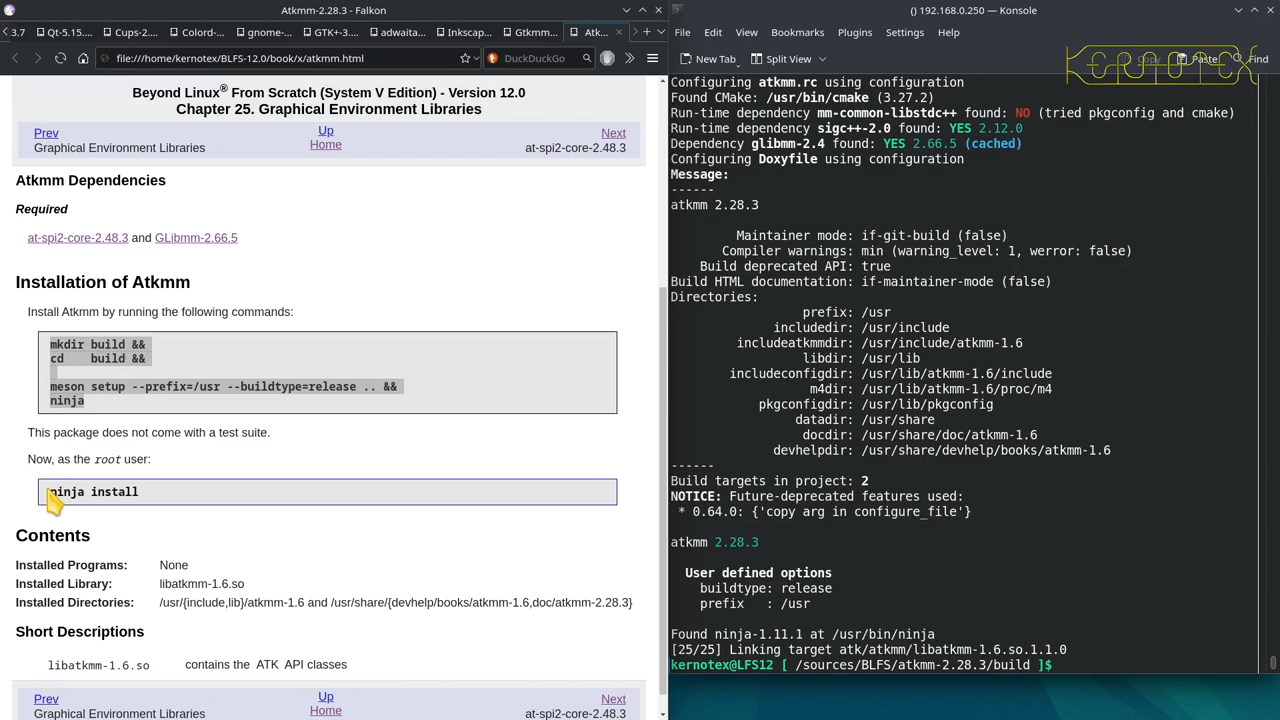 Atkmm-2.28.3 - Falkon
3.7
Qt-5.15....
Cups-2....
Colord-...
gnome-...
GTK+-3....
adwaita...
Inkscap...
Gtkmm...
Atk...
file:///home/kernotex/BLFS-12.0/book/x/atkmm.html
DuckDuckGo
Beyond Linux® From Scratch (System V Edition) - Version 12.0
Chapter 25. Graphical Environment Libraries
Prev Up Next
Graphical Environment Libraries Home at-spi2-core-2.48.3
Atkmm Dependencies
Required
at-spi2-core-2.48.3 and GLibmm-2.66.5
Installation of Atkmm
Install Atkmm by running the following commands:
mkdir build &&
cd    build &&
meson setup --prefix=/usr --buildtype=release .. &&
ninja
This package does not come with a test suite.
Now, as the root user:
ninja install
Contents
Installed Programs: None
Installed Library: libatkmm-1.6.so
Installed Directories: /usr/{include,lib}/atkmm-1.6 and /usr/share/{devhelp/books/atkmm-1.6,doc/atkmm-2.28.3}
Short Descriptions
libatkmm-1.6.so contains the ATK API classes
Prev Up Next
Graphical Environment Libraries Home at-spi2-core-2.48.3
() 192.168.0.250 — Konsole
File Edit View Bookmarks Plugins Settings Help
New Tab Split View Copy Paste Find
KernoTex
Configuring atkmm.rc using configuration
Found CMake: /usr/bin/cmake (3.27.2)
Run-time dependency mm-common-libstdc++ found: NO (tried pkgconfig and cmake)
Run-time dependency sigc++-2.0 found: YES 2.12.0
Dependency glibmm-2.4 found: YES 2.66.5 (cached)
Configuring Doxyfile using configuration
Message:
------
atkmm 2.28.3
Maintainer mode: if-git-build (false)
Compiler warnings: min (warning_level: 1, werror: false)
Build deprecated API: true
Build HTML documentation: if-maintainer-mode (false)
Directories:
prefix: /usr
includedir: /usr/include
includeatkmmdir: /usr/include/atkmm-1.6
libdir: /usr/lib
includeconfigdir: /usr/lib/atkmm-1.6/include
m4dir: /usr/lib/atkmm-1.6/proc/m4
pkgconfigdir: /usr/lib/pkgconfig
datadir: /usr/share
docdir: /usr/share/doc/atkmm-1.6
devhelpdir: /usr/share/devhelp/books/atkmm-1.6
------
Build targets in project: 2
NOTICE: Future-deprecated features used:
* 0.64.0: {'copy arg in configure_file'}
atkmm 2.28.3
User defined options
buildtype: release
prefix   : /usr
Found ninja-1.11.1 at /usr/bin/ninja
[25/25] Linking target atk/atkmm/libatkmm-1.6.so.1.1.0
kernotex@LFS12 [ /sources/BLFS/atkmm-2.28.3/build ]$